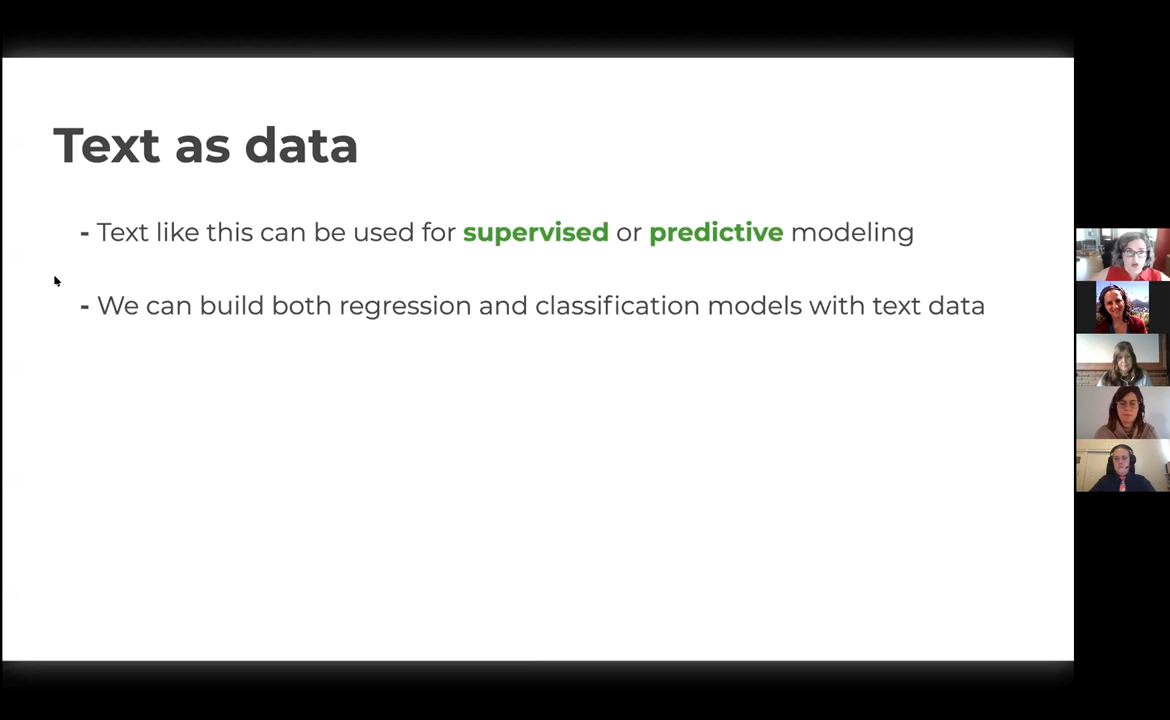 Text as data
- Text like this can be used for supervised or predictive modeling
- We can build both regression and classification models with text data